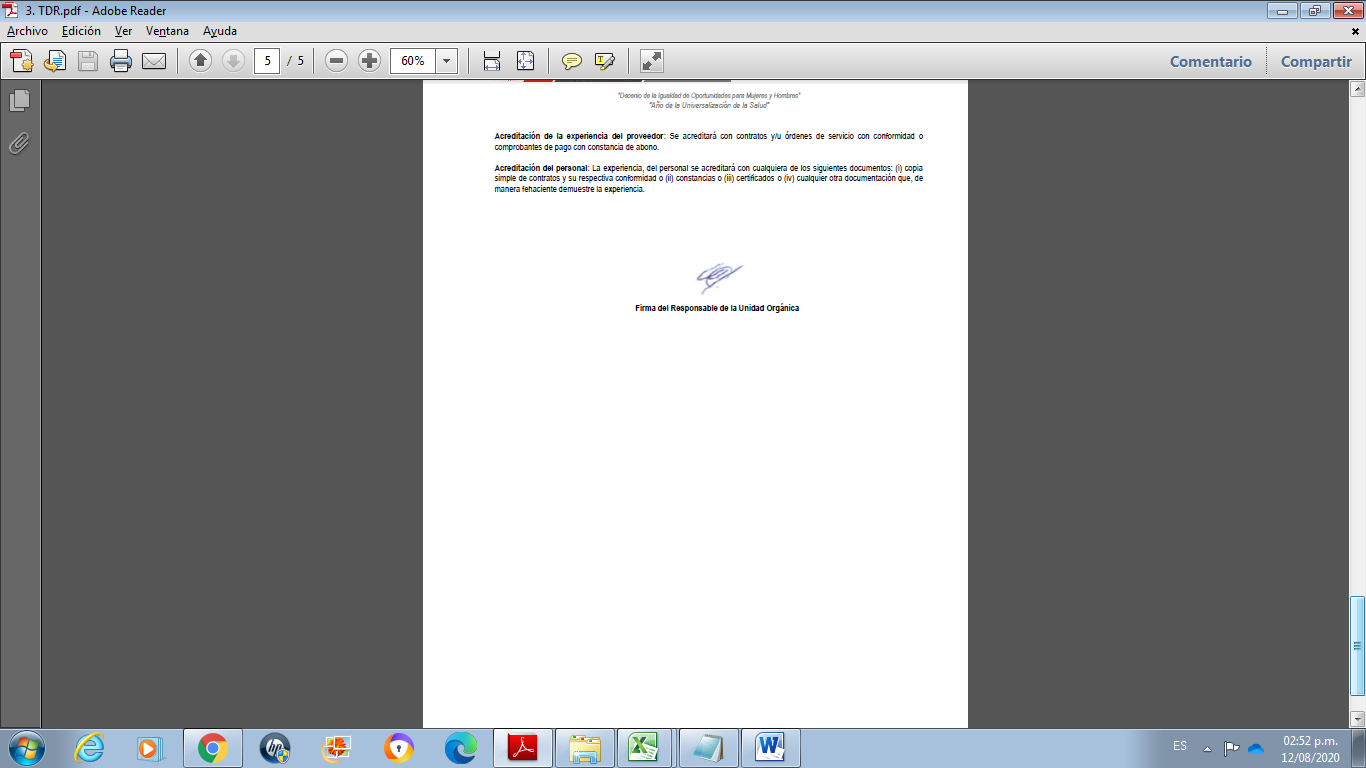 3. TDR.pdf - Adobe Reader
Archivo Edición Ver Ventana Ayuda
5 / 5 60% Comentario Compartir
"Decenio de la Igualdad de Oportunidades para Mujeres y Hombres"
"Año de la Universalización de la Salud"
Acreditación de la experiencia del proveedor: Se acreditará con contratos y/u órdenes de servicio con conformidad o
comprobantes de pago con constancia de abono.
Acreditación del personal: La experiencia, del personal se acreditará con cualquiera de los siguientes documentos: (i) copia
simple de contratos y su respectiva conformidad o (ii) constancias o (iii) certificados o (iv) cualquier otra documentación que, de
manera fehaciente demuestre la experiencia.
Firma del Responsable de la Unidad Orgánica
ES 02:52 p.m.
12/08/2020